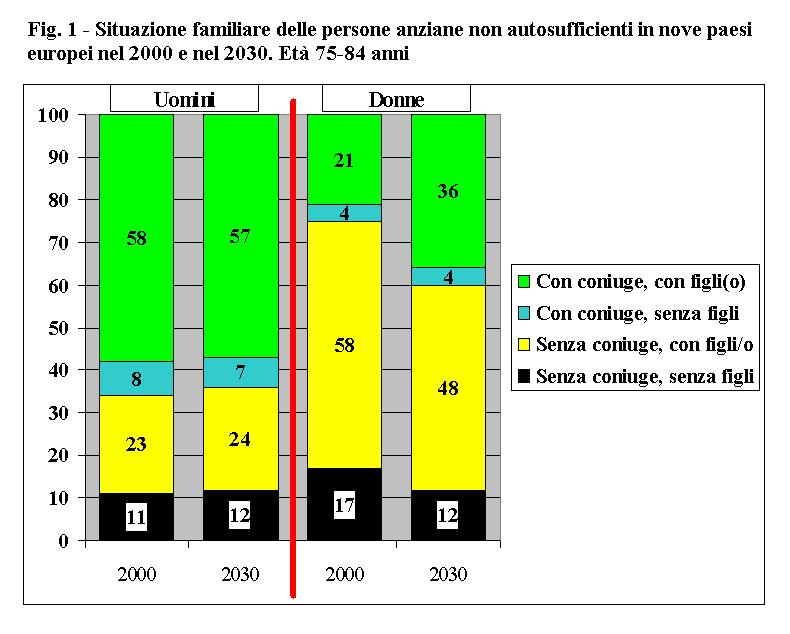 Fig. 1 - Situazione familiare delle persone anziane non autosufficienti in nove paesi
europei nel 2000 e nel 2030. Età 75-84 anni
Uomini Donne
100
90
80
70
60
50
40
30
20
10
0
58 57 21 36
8 7 4 4
23 24 58 48
11 12 17 12
2000 2030 2000 2030
Con coniuge, con figli(o)
Con coniuge, senza figli
Senza coniuge, con figli/o
Senza coniuge, senza figli